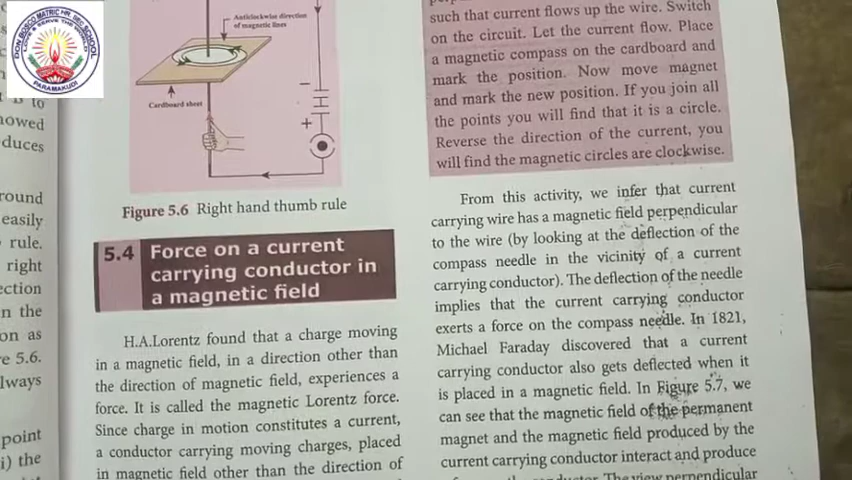 DON BOSCO MATRIC HR SEC SCHOOL
LOVE & SERVE THE
PARAMAKUDI
to
howed
duces
round
easily
rule.
right
ection
n the
on as
e 5.6.
lways
point
i) the
Anticlockwise direction
of magnetic lines
Cardboard sheet
−
+
Figure 5.6 Right hand thumb rule
5.4 Force on a current
carrying conductor in
a magnetic field
H.A.Lorentz found that a charge moving
in a magnetic field, in a direction other than
the direction of magnetic field, experiences a
force. It is called the magnetic Lorentz force.
Since charge in motion constitutes a current,
a conductor carrying moving charges, placed
in magnetic field other than the direction of
such that current flows up the wire. Switch
on the circuit. Let the current flow. Place
a magnetic compass on the cardboard and
mark the position. Now move magnet
and mark the new position. If you join all
the points you will find that it is a circle.
Reverse the direction of the current, you
will find the magnetic circles are clockwise.
From this activity, we infer that current
carrying wire has a magnetic field perpendicular
to the wire (by looking at the deflection of the
compass needle in the vicinity of a current
carrying conductor). The deflection of the needle
implies that the current carrying conductor
exerts a force on the compass needle. In 1821,
Michael Faraday discovered that a current
carrying conductor also gets deflected when it
is placed in a magnetic field. In Figure 5.7, we
can see that the magnetic field of the permanent
magnet and the magnetic field produced by the
current carrying conductor interact and produce
conductor. The view perpendicular